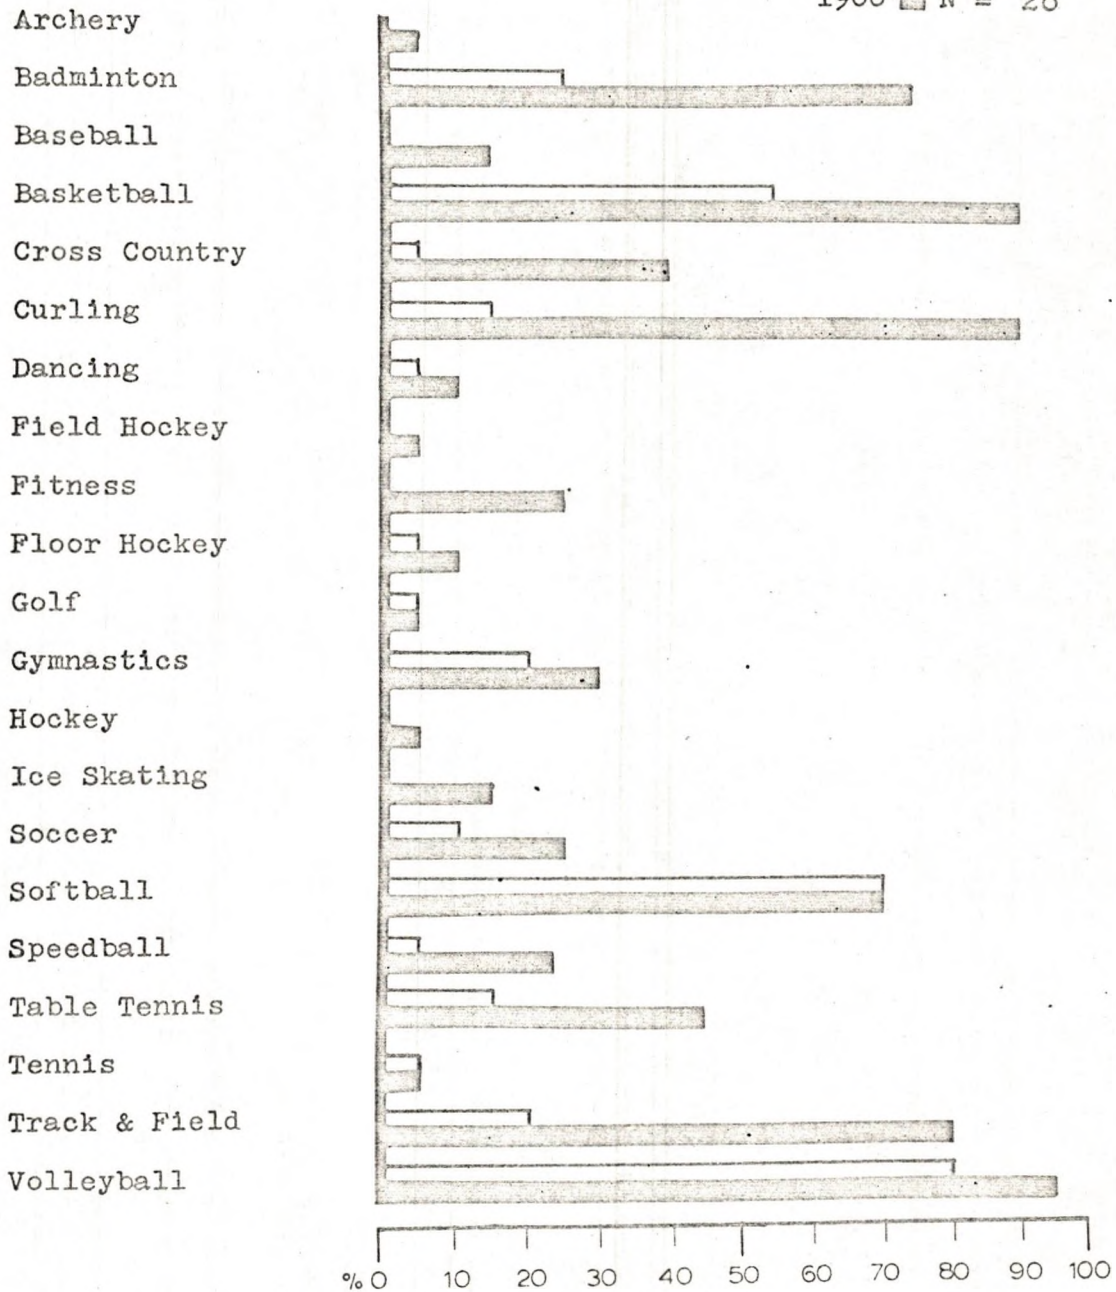 N = 20
Archery
Badminton
Baseball
Basketball
Cross Country
Curling
Dancing
Field Hockey
Fitness
Floor Hockey
Golf
Gymnastics
Hockey
Ice Skating
Soccer
Softball
Speedball
Table Tennis
Tennis
Track & Field
Volleyball
% 0 10 20 30 40 50 60 70 80 90 100